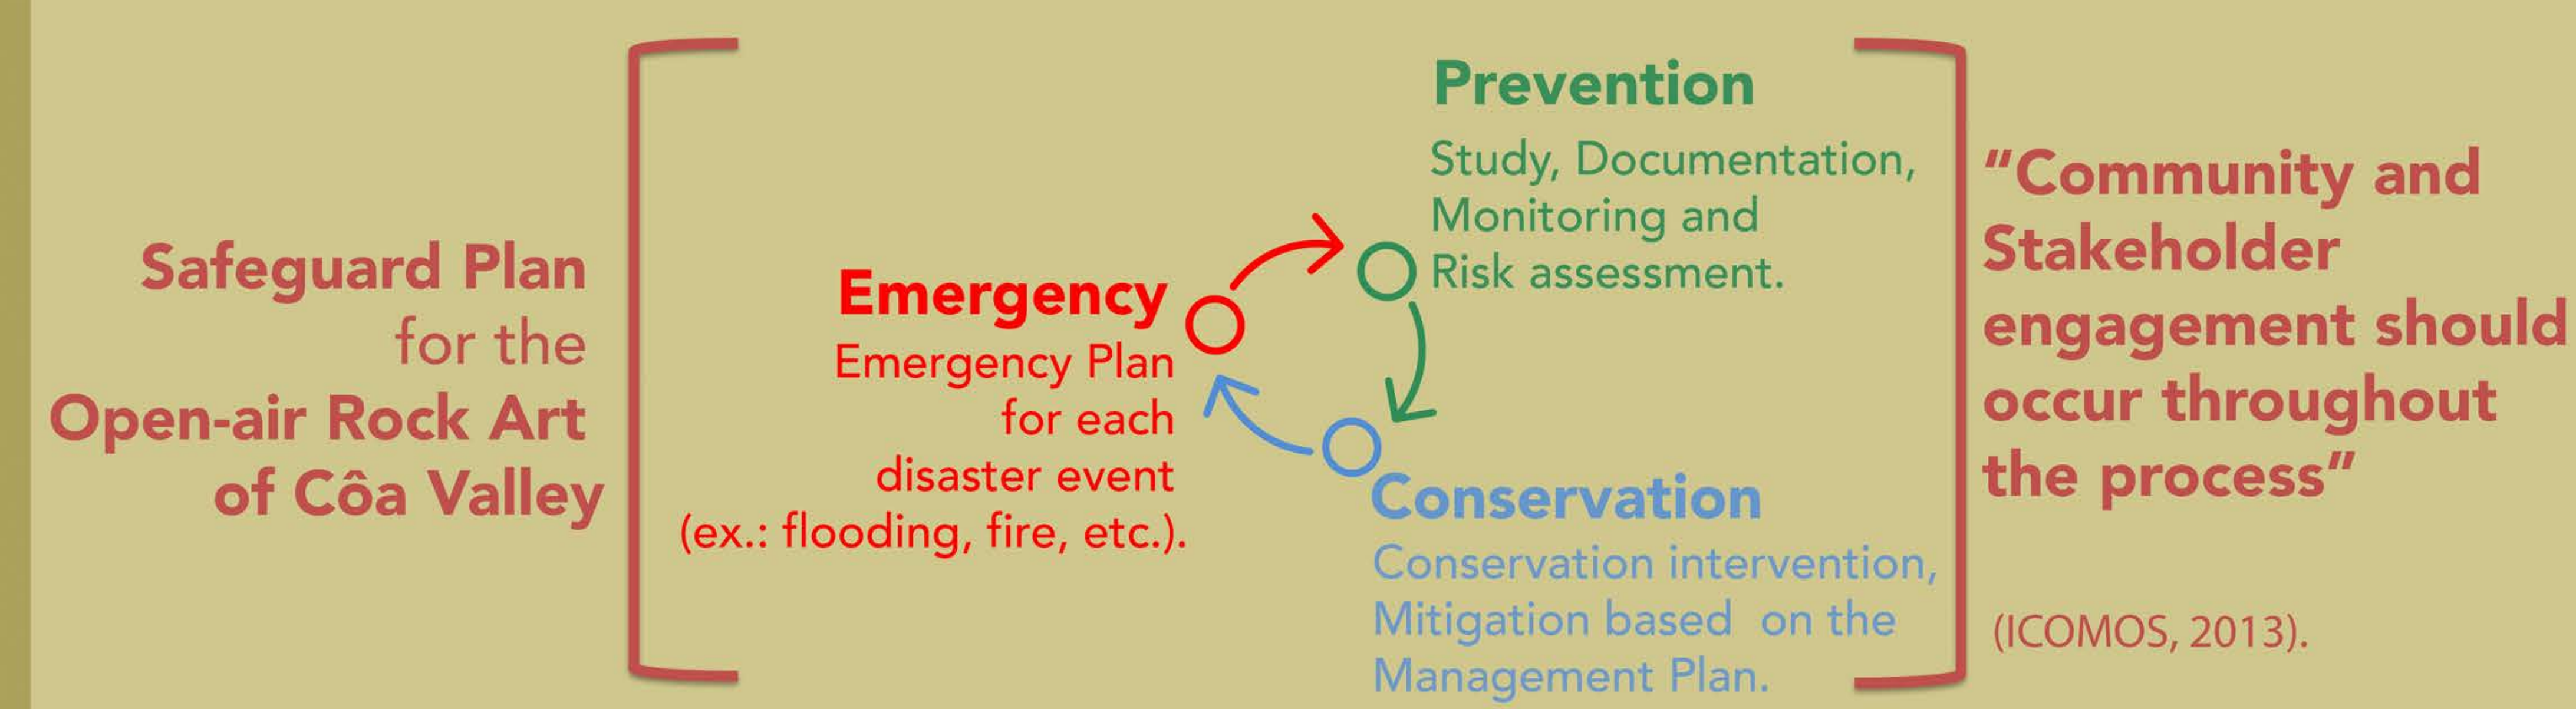 Safeguard Plan
for the
Open-air Rock Art
of Côa Valley
Emergency
Emergency Plan
for each
disaster event
(ex.: flooding, fire, etc.).
Prevention
Study, Documentation,
Monitoring and
Risk assessment.
Conservation
Conservation intervention,
Mitigation based on the
Management Plan.
"Community and
Stakeholder
engagement should
occur throughout
the process"
(ICOMOS, 2013).